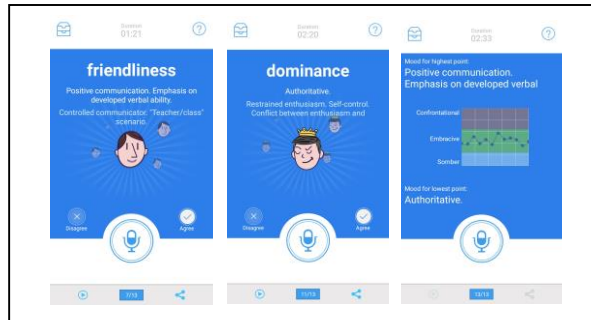 Duration
01:21
friendliness
Positive communication. Emphasis on
developed verbal ability.
Controlled communicator. "Teacher/class"
scenario.
Disagree
Agree
7/13
Duration
02:20
dominance
Authoritative.
Restrained enthusiasm. Self-control.
Conflict between enthusiasm and
Disagree
Agree
11/13
Duration
02:33
Mood for highest point:
Positive communication.
Emphasis on developed verbal
Confrontational
Embracive
Somber
Mood for lowest point:
Authoritative.
13/13